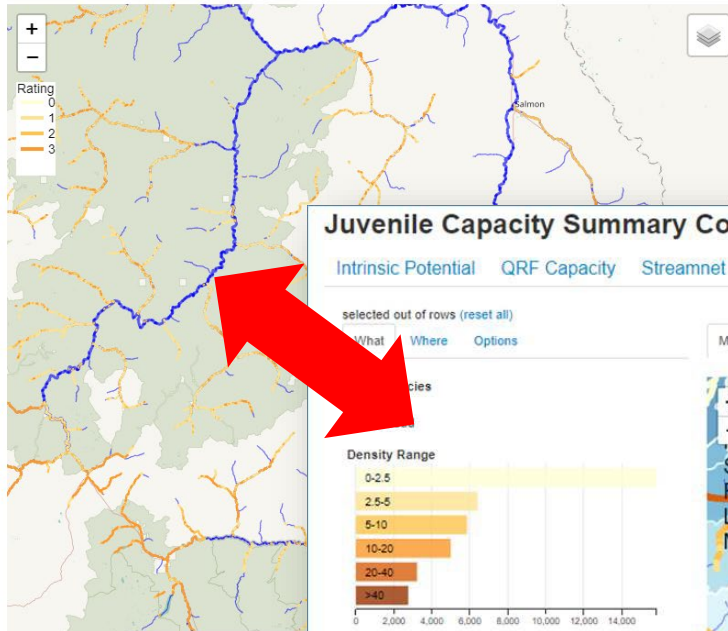 +
−
Rating
0
1
2
3
Salmon
Juvenile Capacity Summary Co
Intrinsic Potential QRF Capacity Streamnet
selected out of rows (reset all)
What Where Options
M
Density Range
0-2.5
2.5-5
5-10
10-20
20-40
>40
0 2,000 4,000 6,000 8,000 10,000 12,000 14,000